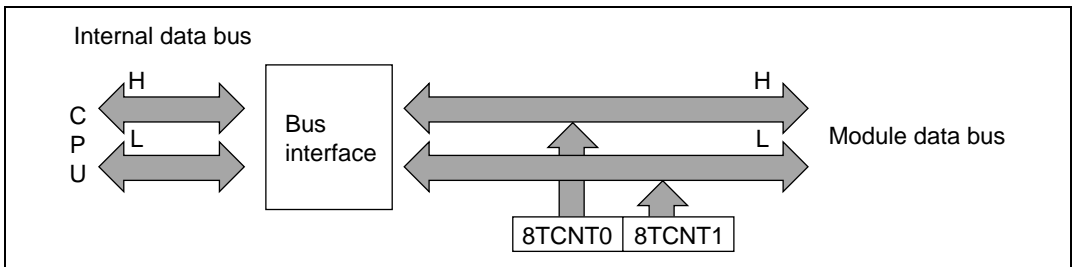 Internal data bus
H
H
C
P
U
Bus
interface
L
L
Module data bus
8TCNT0
8TCNT1